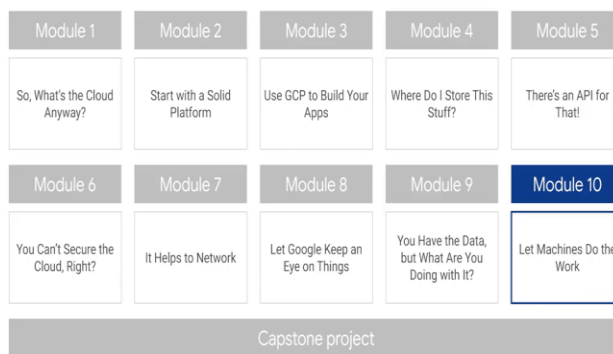 Module 1
Module 2
Module 3
Module 4
Module 5
So, What's the Cloud
Anyway?
Start with a Solid
Platform
Use GCP to Build Your
Apps
Where Do I Store This
Stuff?
There's an API for
That!
Module 6
Module 7
Module 8
Module 9
Module 10
You Can't Secure the
Cloud, Right?
It Helps to Network
Let Google Keep an
Eye on Things
You Have the Data,
but What Are You
Doing with It?
Let Machines Do the
Work
Capstone project